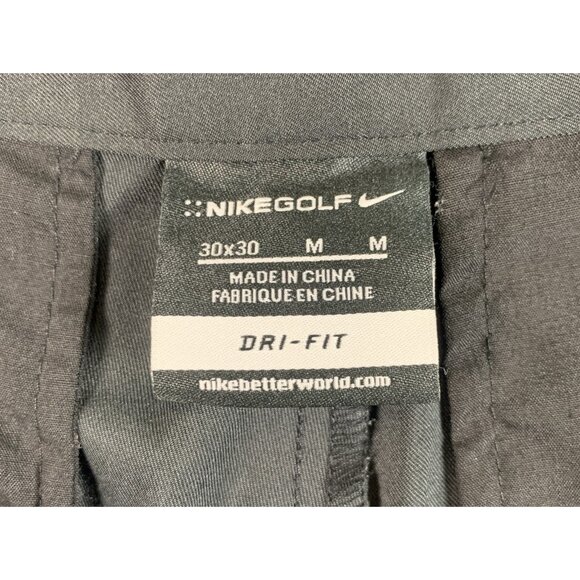 NIKEGOLF
30x30 M M
MADE IN CHINA
FABRIQUE EN CHINE
DRI-FIT
nikebetterworld.com